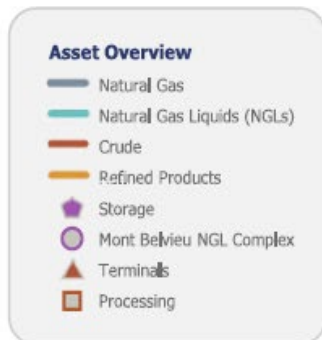 Asset Overview
Natural Gas
Natural Gas Liquids (NGLs)
Crude
Refined Products
Storage
Mont Belvieu NGL Complex
Terminals
Processing